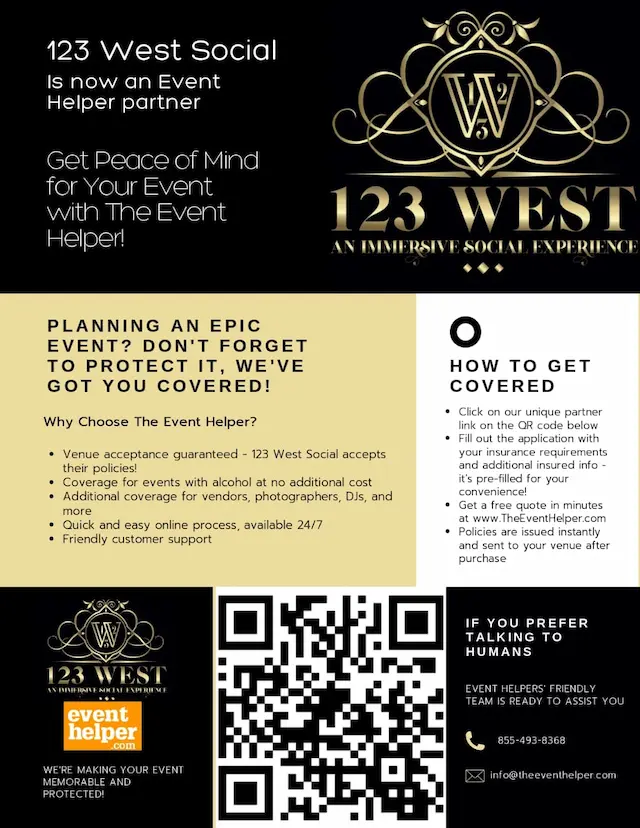 123 West Social
Is now an Event
Helper partner
Get Peace of Mind
for Your Event
with The Event
Helper!
W
1 2
3
123 WEST
AN IMMERSIVE SOCIAL EXPERIENCE
PLANNING AN EPIC
EVENT? DON'T FORGET
TO PROTECT IT, WE'VE
GOT YOU COVERED!
Why Choose The Event Helper?
• Venue acceptance guaranteed - 123 West Social accepts
their policies!
• Coverage for events with alcohol at no additional cost
• Additional coverage for vendors, photographers, DJs, and
more
• Quick and easy online process, available 24/7
• Friendly customer support
HOW TO GET
COVERED
• Click on our unique partner
link on the QR code below
• Fill out the application with
your insurance requirements
and additional insured info -
it's pre-filled for your
convenience!
• Get a free quote in minutes
at www.TheEventHelper.com
• Policies are issued instantly
and sent to your venue after
purchase
W
1 2
3
123 WEST
AN IMMERSIVE SOCIAL EXPERIENCE
event
helper
.com
WE'RE MAKING YOUR EVENT
MEMORABLE AND
PROTECTED!
IF YOU PREFER
TALKING TO
HUMANS
EVENT HELPERS' FRIENDLY
TEAM IS READY TO ASSIST YOU
855-493-8368
info@theeventhelper.com